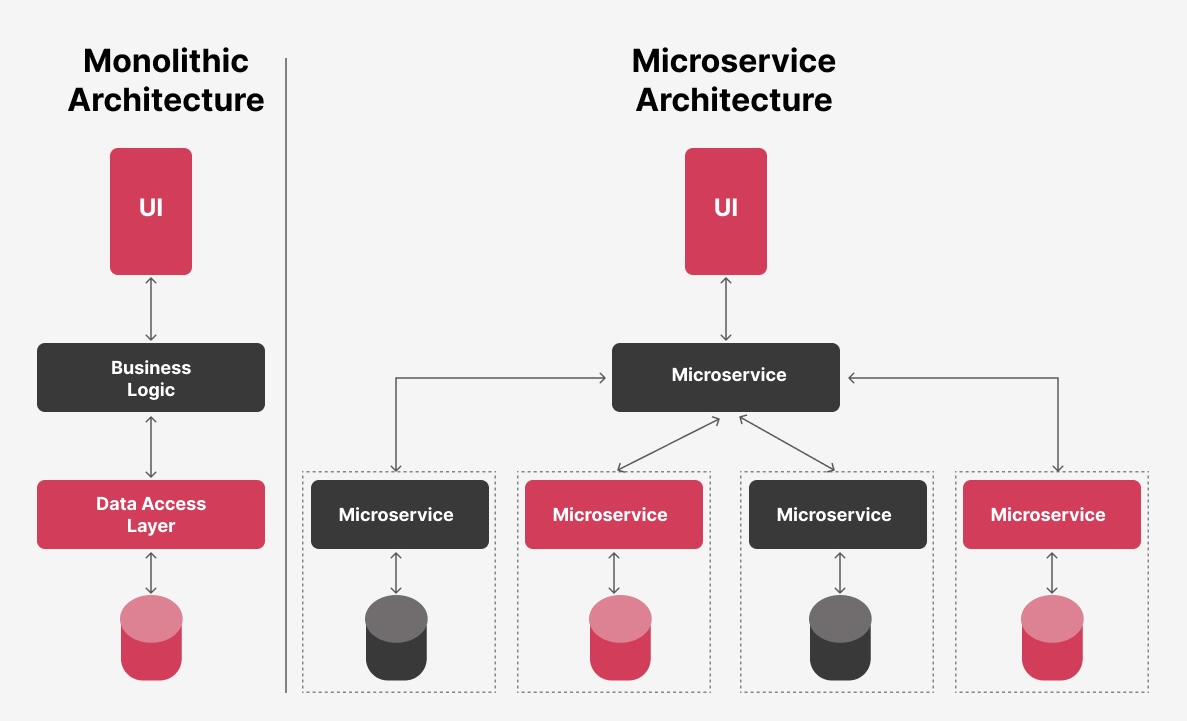 Monolithic
Architecture
UI
Business
Logic
Data Access
Layer
Microservice
Architecture
UI
Microservice
Microservice
Microservice
Microservice
Microservice